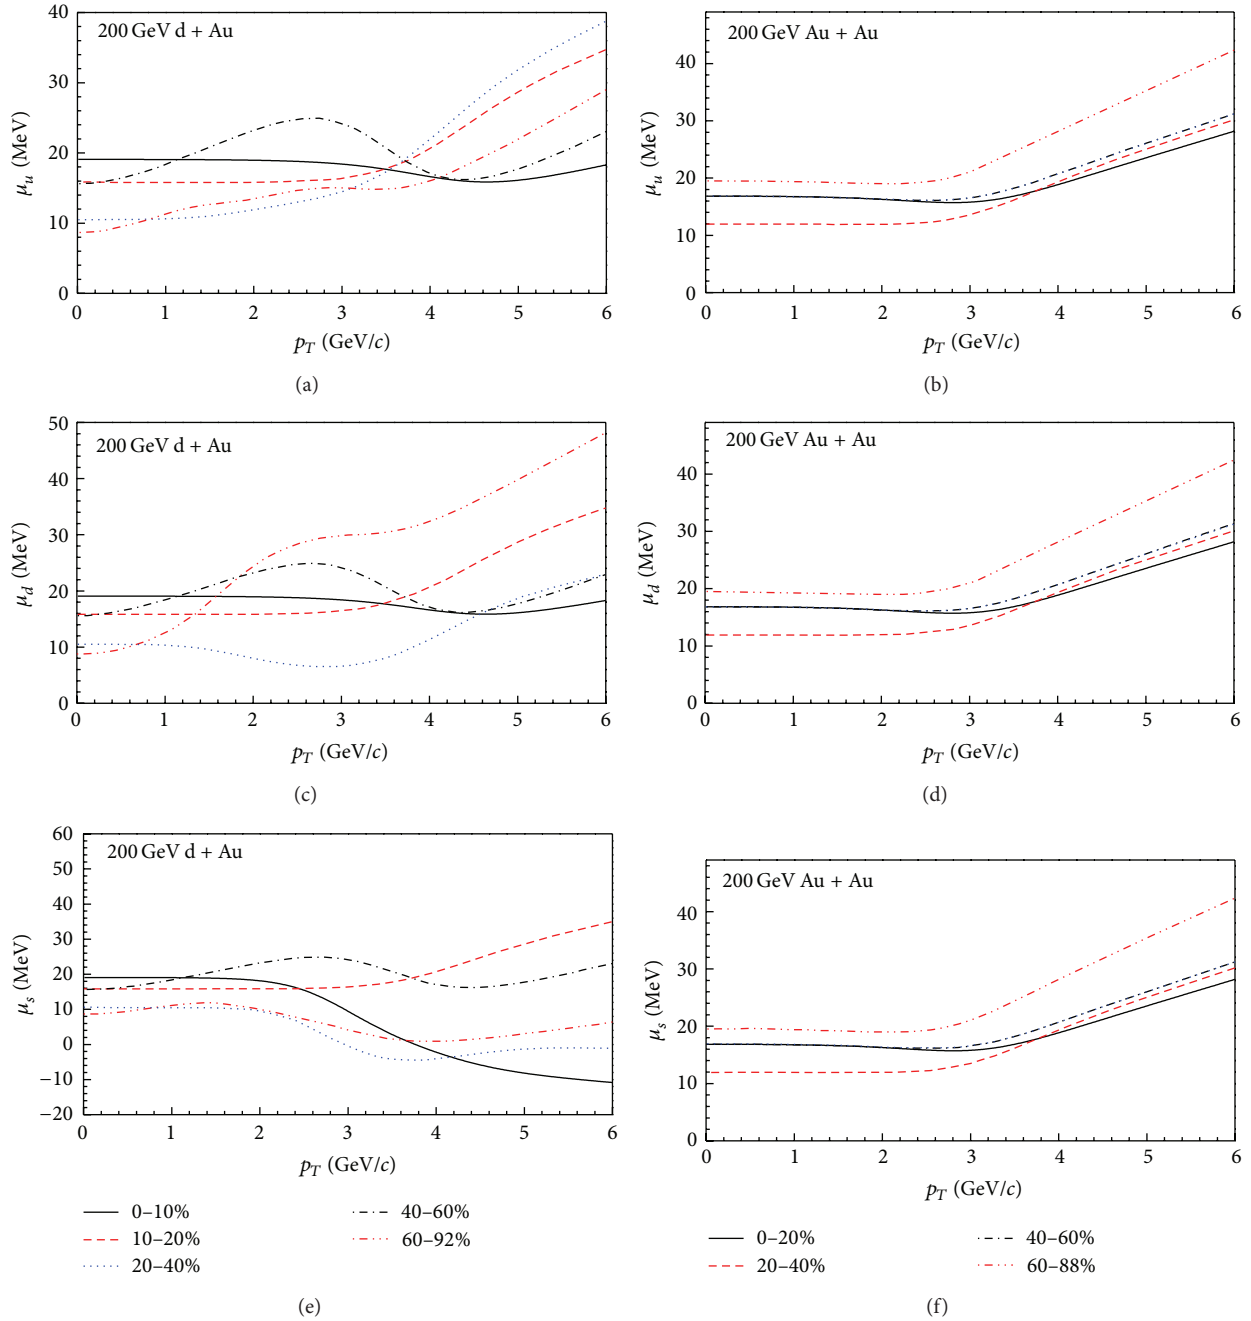 200 GeV d + Au
μu (MeV)
40
30
20
10
0
0 1 2 3 4 5 6
pT (GeV/c)
(a)
200 GeV Au + Au
μu (MeV)
40
30
20
10
0
0 1 2 3 4 5 6
pT (GeV/c)
(b)
200 GeV d + Au
μd (MeV)
50
40
30
20
10
0
0 1 2 3 4 5 6
pT (GeV/c)
(c)
200 GeV Au + Au
μd (MeV)
40
30
20
10
0
0 1 2 3 4 5 6
pT (GeV/c)
(d)
200 GeV d + Au
μs (MeV)
60
50
40
30
20
10
0
−10
−20
0 1 2 3 4 5 6
pT (GeV/c)
0–10%
10–20%
20–40%
40–60%
60–92%
(e)
200 GeV Au + Au
μs (MeV)
40
30
20
10
0
0 1 2 3 4 5 6
pT (GeV/c)
0–20%
20–40%
40–60%
60–88%
(f)